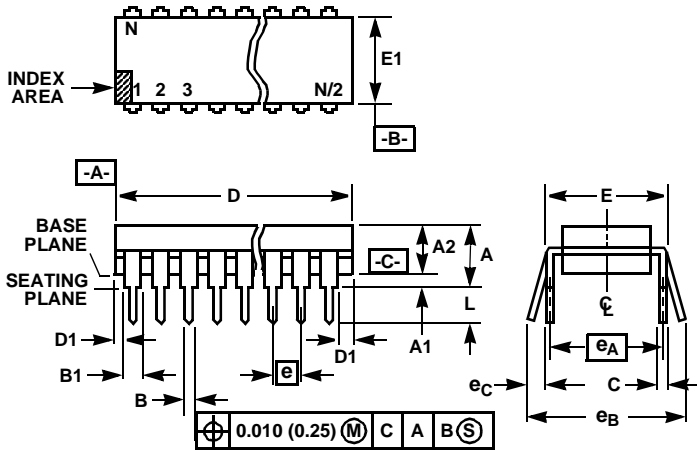 N
E1
INDEX
AREA
1 2 3 N/2
-B-
-A-
D
E
BASE
PLANE
A2
A
-C-
SEATING
PLANE
L
D1
A1
D1
B1
e
eA
eC
C
B
eB
0.010 (0.25) M C A B S
CL